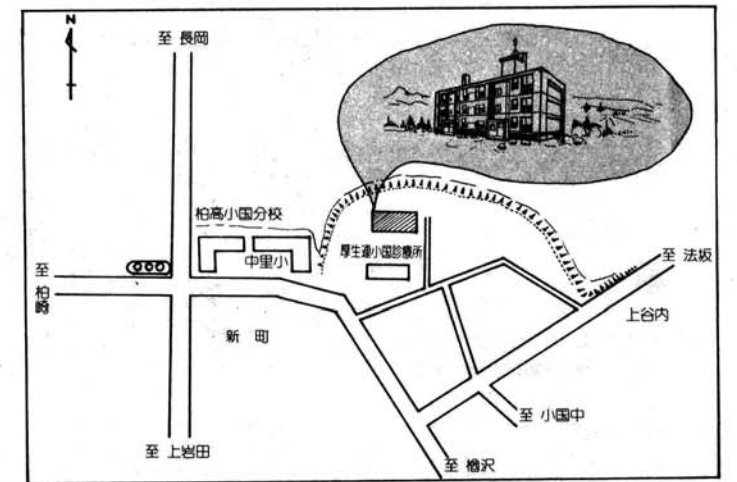 N
至 長岡
柏高小国分校
中里小
厚生連小国診療所
至 法坂
至
柏崎
上谷内
新町
至 小国中
至 上岩田
至 楢沢